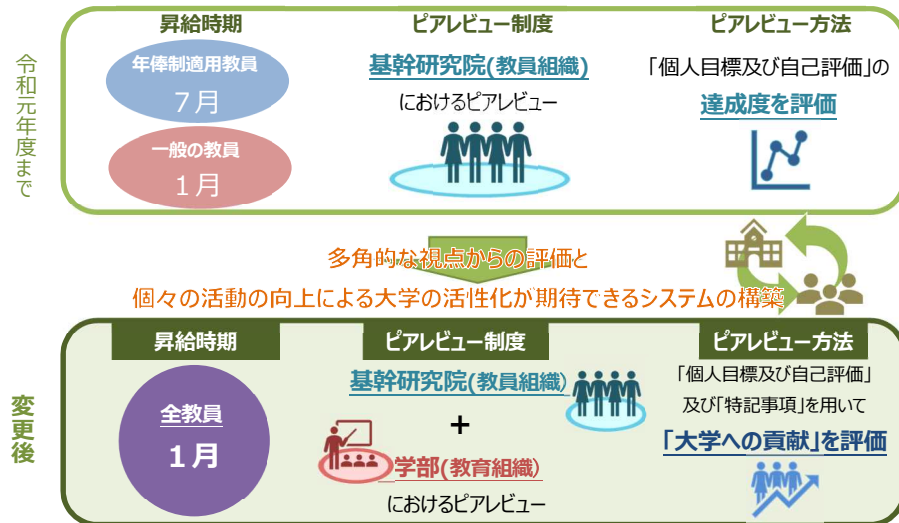 昇給時期
ピアレビュー制度
ピアレビュー方法
令和元年度まで
年俸制適用教員
7月
一般の教員
1月
基幹研究院(教員組織)
におけるピアレビュー
「個人目標及び自己評価」の
達成度を評価
多角的な視点からの評価と
個々の活動の向上による大学の活性化が期待できるシステムの構築
変更後
昇給時期
ピアレビュー制度
ピアレビュー方法
全教員
1月
基幹研究院(教員組織)
+
学部(教育組織)
におけるピアレビュー
「個人目標及び自己評価」
及び「特記事項」を用いて
「大学への貢献」を評価